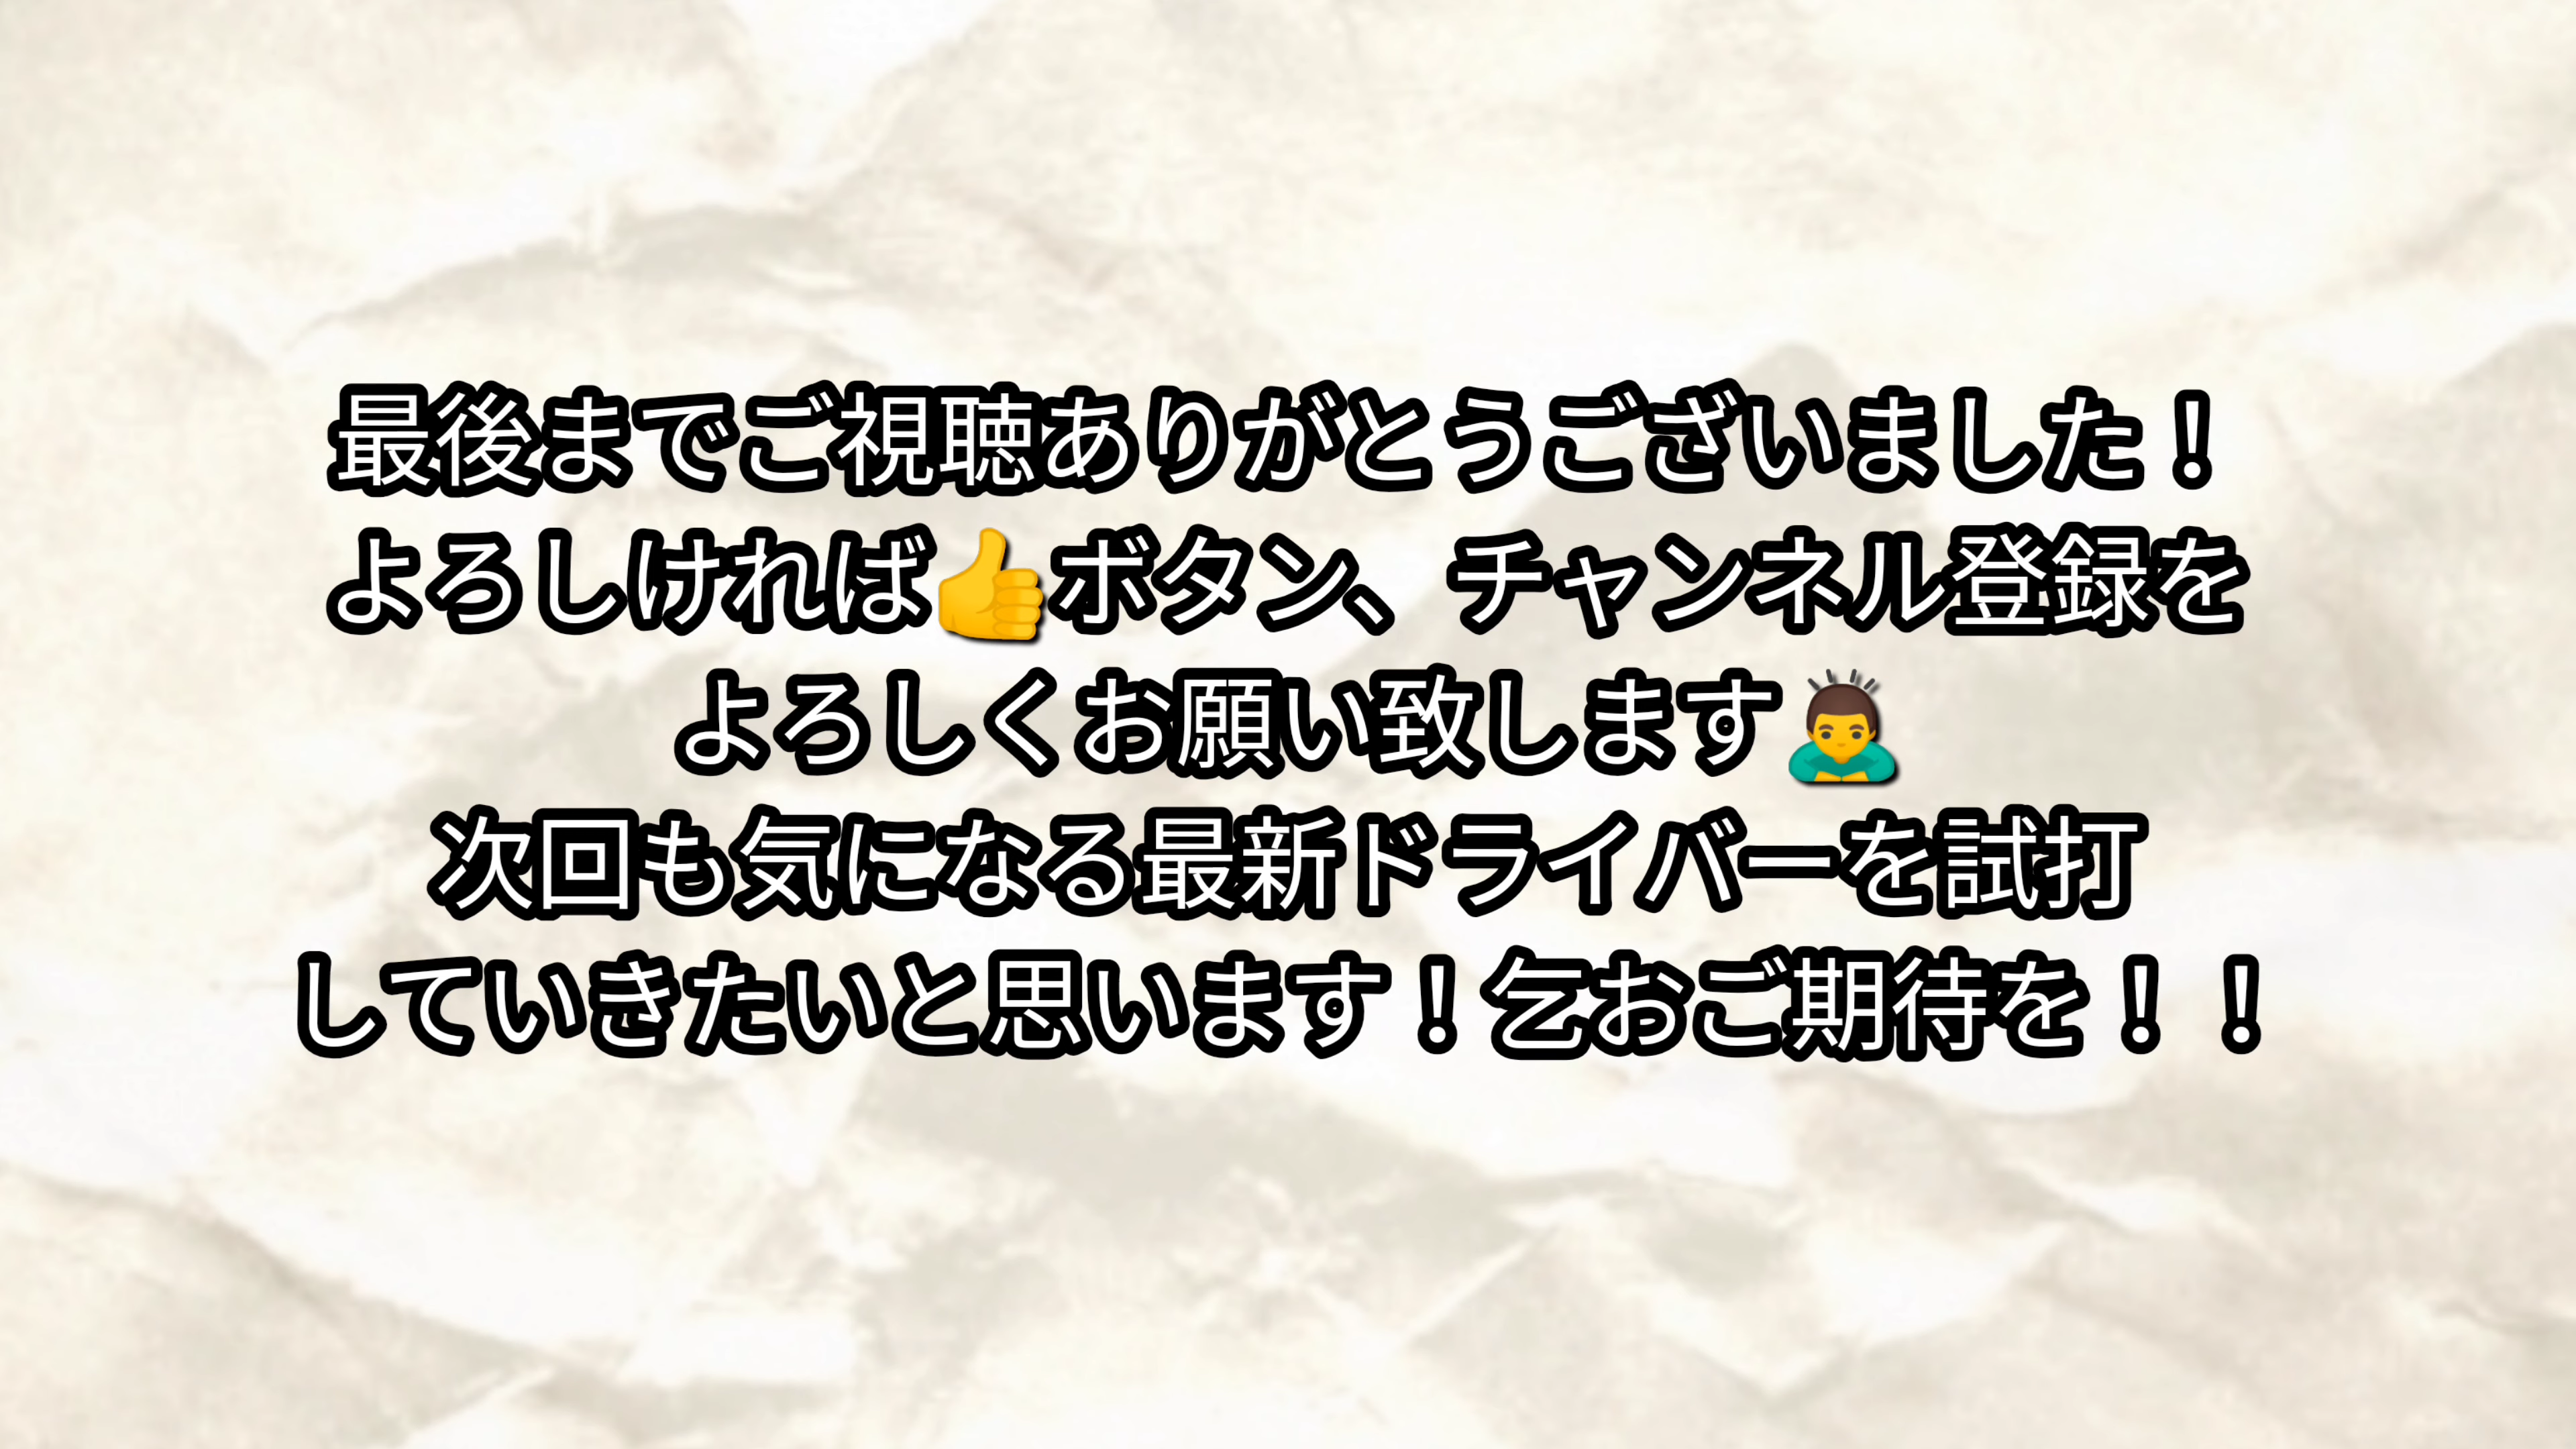 最後までご視聴ありがとうございました！
よろしければ👍ボタン、チャンネル登録を
よろしくお願い致します🙇‍♂️
次回も気になる最新ドライバーを試打
していきたいと思います！乞おご期待を！！